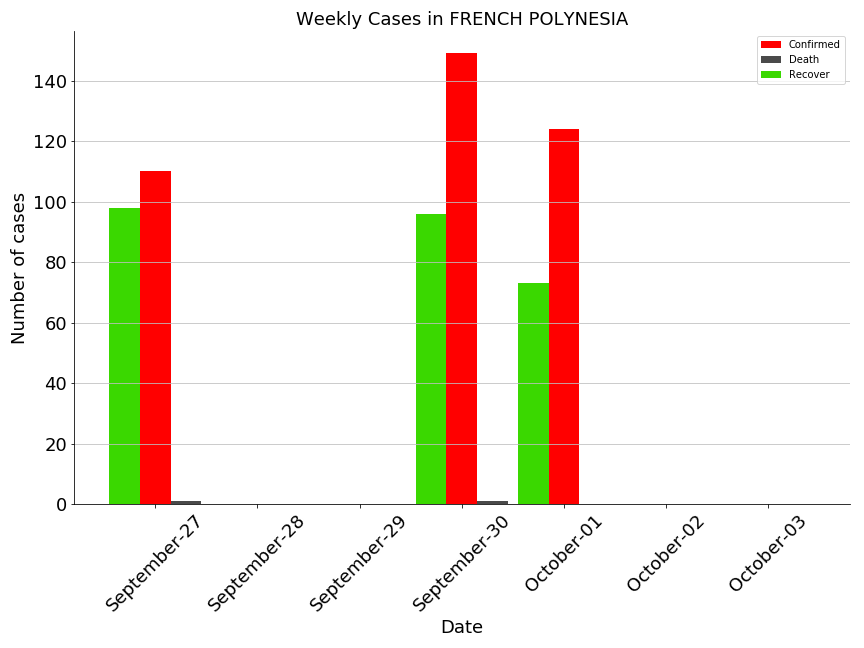 Weekly Cases in FRENCH POLYNESIA
Confirmed
Death
Recover
Number of cases
140
120
100
80
60
40
20
0
September-27
September-28
September-29
September-30
October-01
October-02
October-03
Date